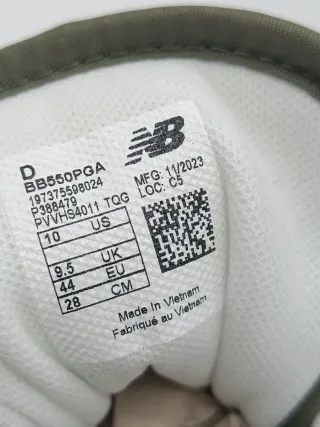 D
BB550PGA
197375598024
P388479
PVVHS4011 TQG
NB
MFG: 11/2023
LOC: C5
10 US
9.5 UK
44 EU
28 CM
Made In Vietnam
Fabriqué au Vietnam